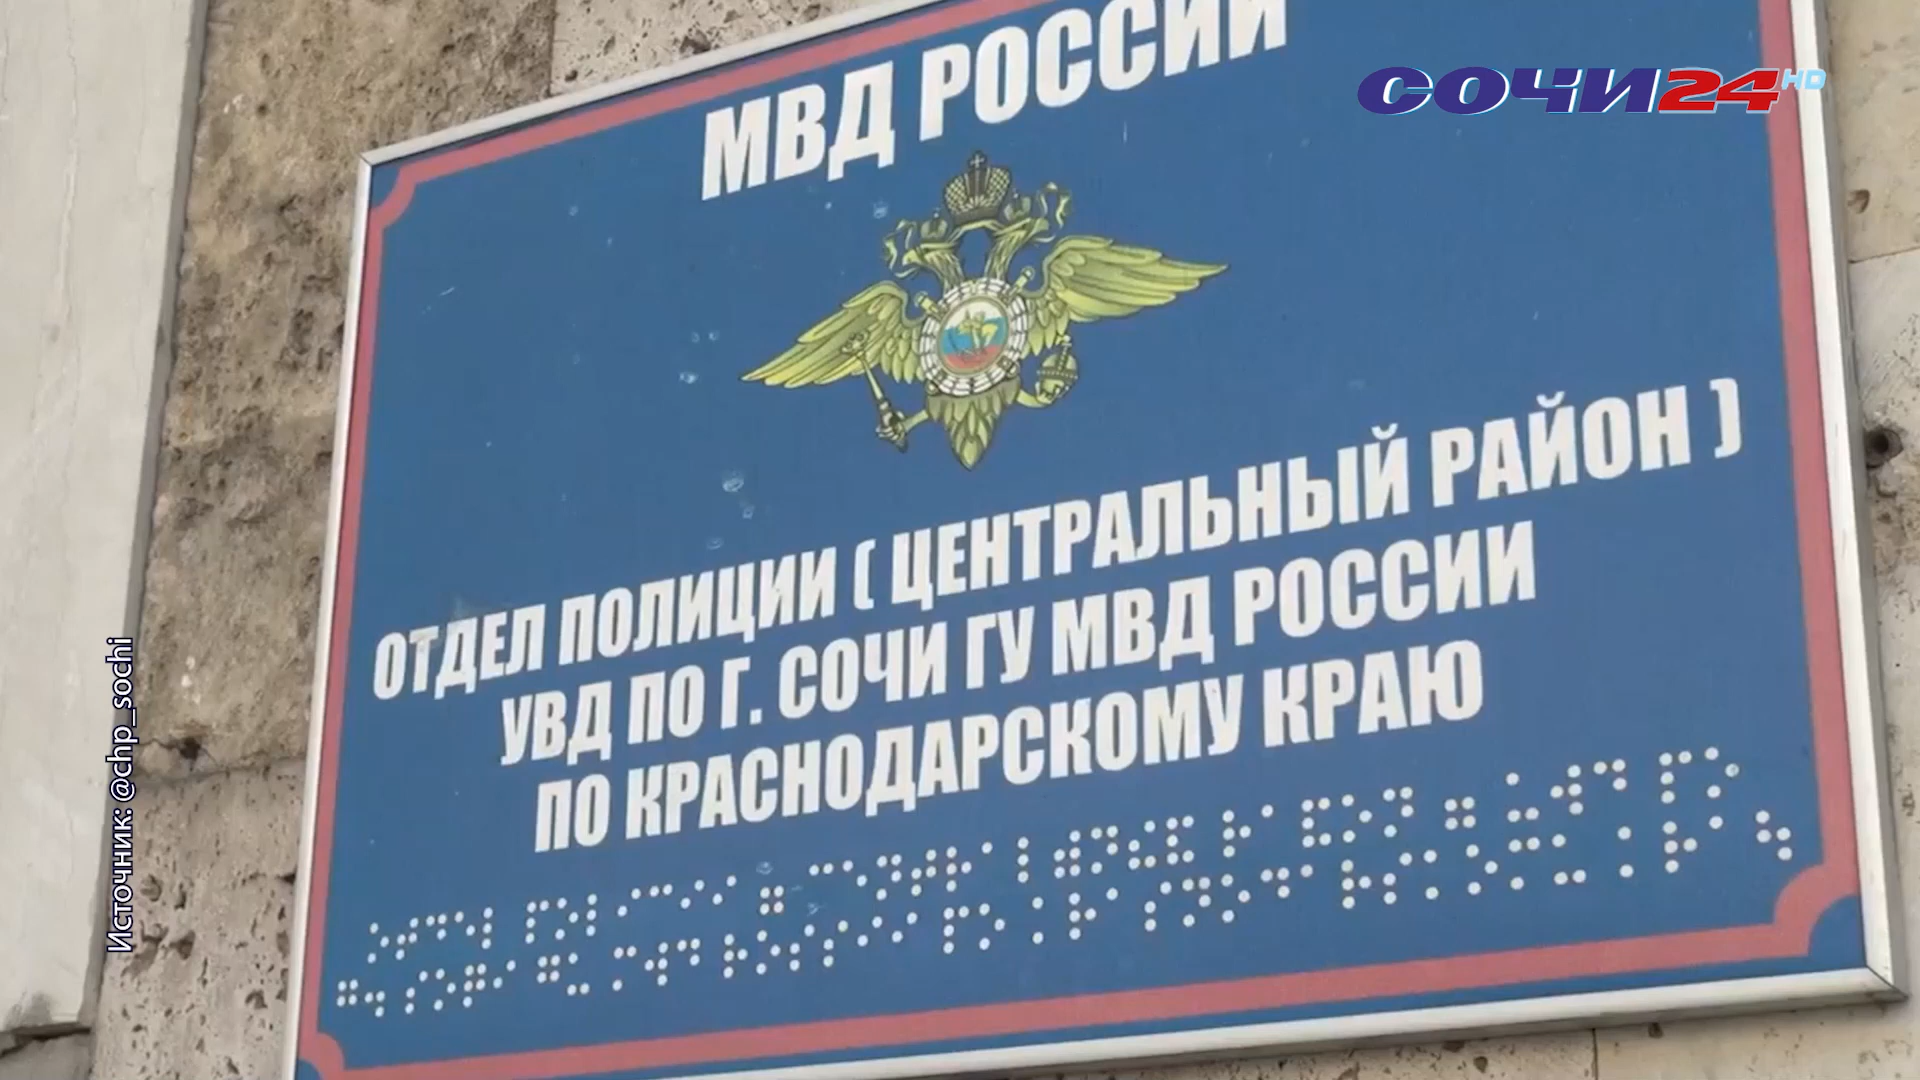 СОЧИ24HD
МВД РОССИИ
ОТДЕЛ ПОЛИЦИИ ( ЦЕНТРАЛЬНЫЙ РАЙОН )
УВД ПО Г. СОЧИ ГУ МВД РОССИИ
ПО КРАСНОДАРСКОМУ КРАЮ
Источник: @chp_sochi